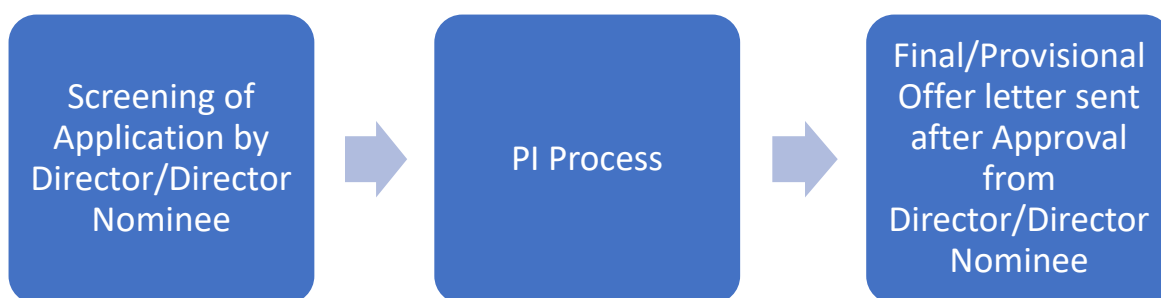 Screening of
Application by
Director/Director
Nominee
PI Process
Final/Provisional
Offer letter sent
after Approval
from
Director/Director
Nominee